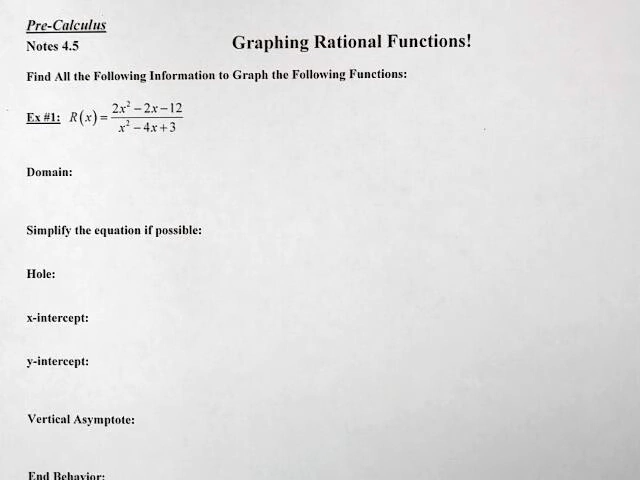 Pre-Calculus
Notes 4.5
Graphing Rational Functions!
Find All the Following Information to Graph the Following Functions:
Ex #1: R(x) = (2x² – 2x – 12) / (x² – 4x + 3)
Domain:
Simplify the equation if possible:
Hole:
x-intercept:
y-intercept:
Vertical Asymptote:
End Behavior: